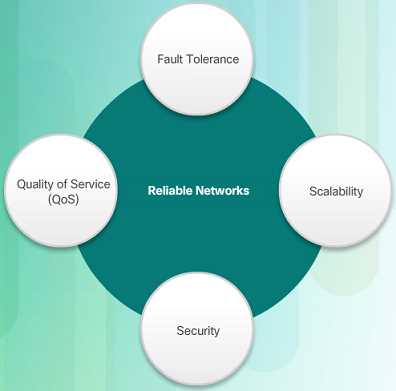 Fault Tolerance
Quality of Service
(QoS)
Reliable Networks
Scalability
Security